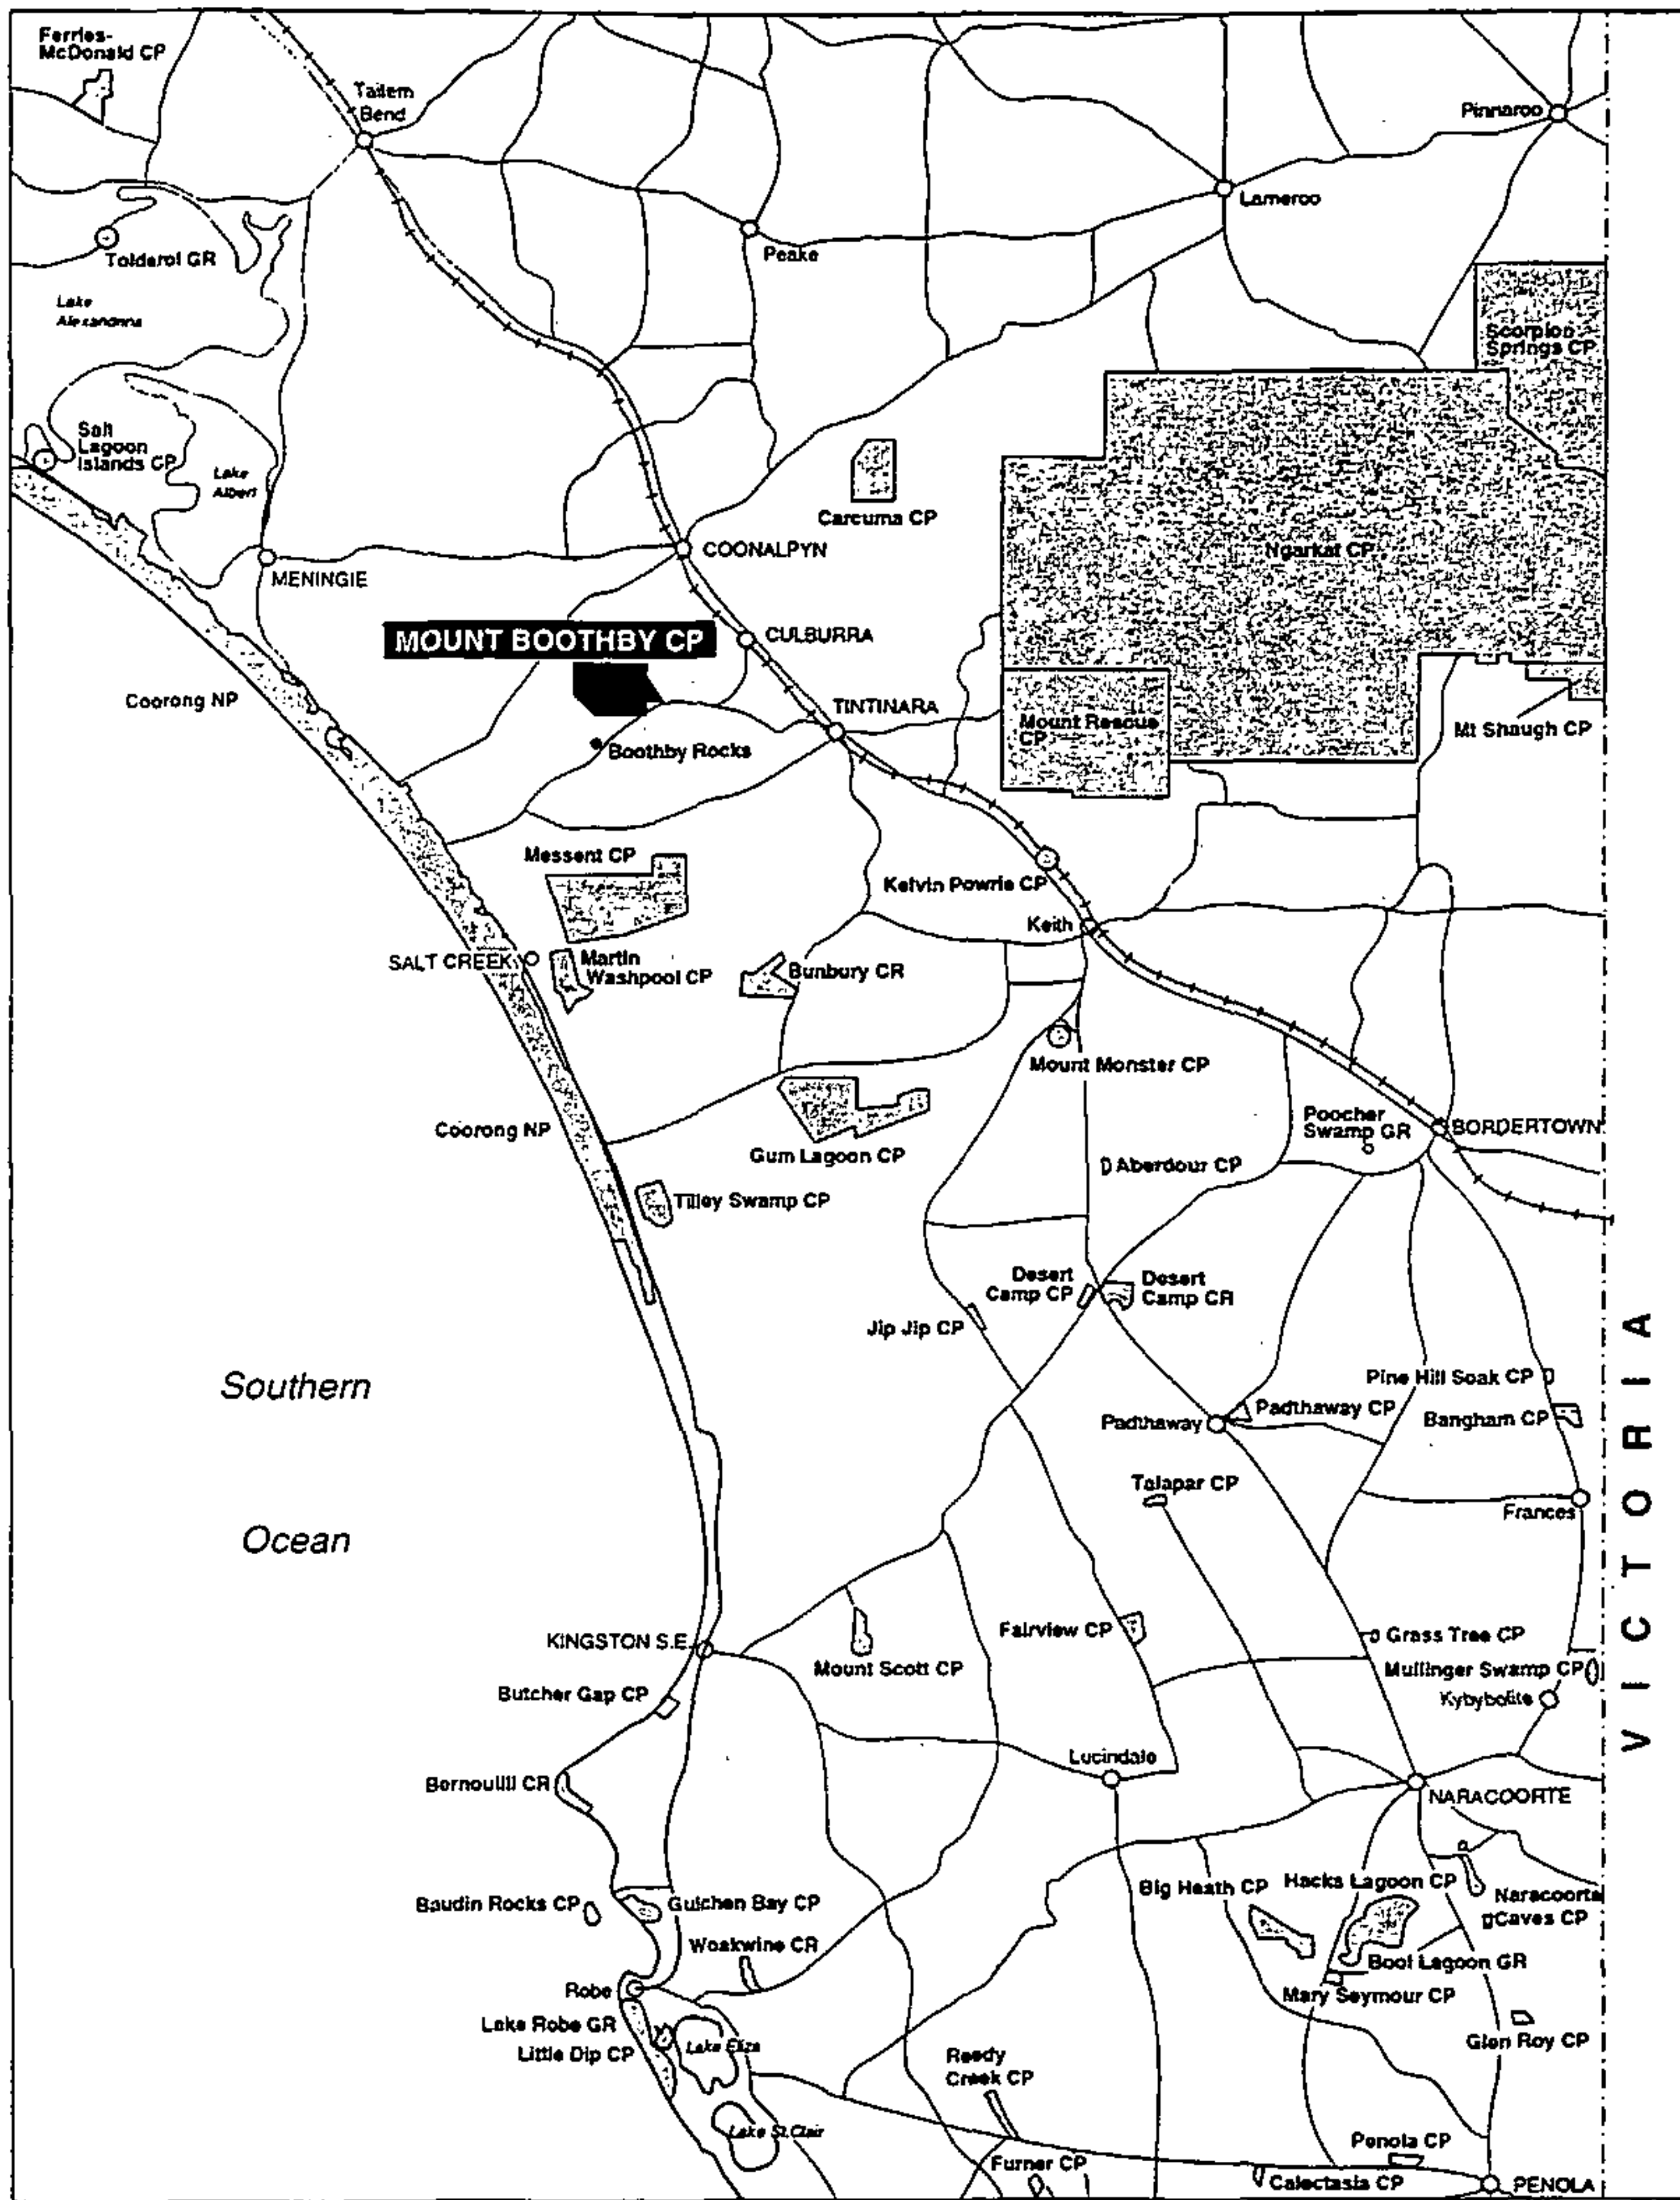 Ferries-
McDonald CP
Tailem
Bend
Pinnaroo
Lameroo
Tolderol GR
Peake
Lake
Alexandrina
Scorpion
Springs CP
Salt
Lagoon
Islands CP
Lake
Albert
Carcuma CP
COONALPYN
Ngarkat CP
MENINGIE
MOUNT BOOTHBY CP
CULBURRA
Coorong NP
TINTINARA
Mount Rescue
CP
Mt Shaugh CP
Boothby Rocks
Messent CP
Kelvin Powrie CP
Keith
SALT CREEK
Martin
Washpool CP
Bunbury CR
Mount Monster CP
Poocher
Swamp GR
BORDERTOWN
Coorong NP
Gum Lagoon CP
Aberdour CP
Tilley Swamp CP
Desert
Camp CP
Desert
Camp CR
Jip Jip CP
Southern
Ocean
Pine Hill Soak CP
Padthaway
Padthaway CP
Bangham CP
Talapar CP
Frances
VICTORIA
KINGSTON S.E.
Mount Scott CP
Fairview CP
Grass Tree CP
Mullinger Swamp CP
Kybybolite
Butcher Gap CP
Lucindale
Bernouilli CR
NARACOORTE
Baudin Rocks CP
Guichen Bay CP
Big Heath CP
Hacks Lagoon CP
Naracoorte
Caves CP
Woakwine CR
Bool Lagoon GR
Robe
Mary Seymour CP
Lake Robe GR
Little Dip CP
Lake Eliza
Glen Roy CP
Reedy
Creek CP
Lake St.Clair
Penola CP
Furner CP
Calectasia CP
PENOLA